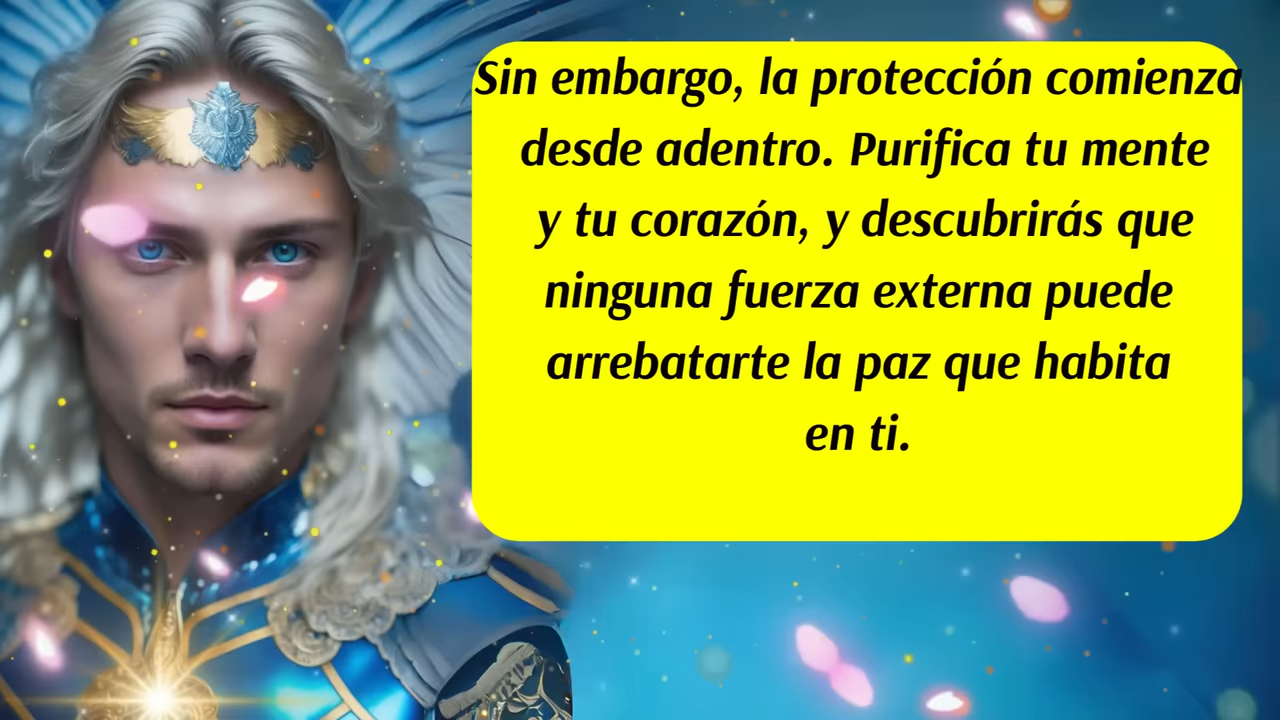 Sin embargo, la protección comienza
desde adentro. Purifica tu mente
y tu corazón, y descubrirás que
ninguna fuerza externa puede
arrebatarte la paz que habita
en ti.